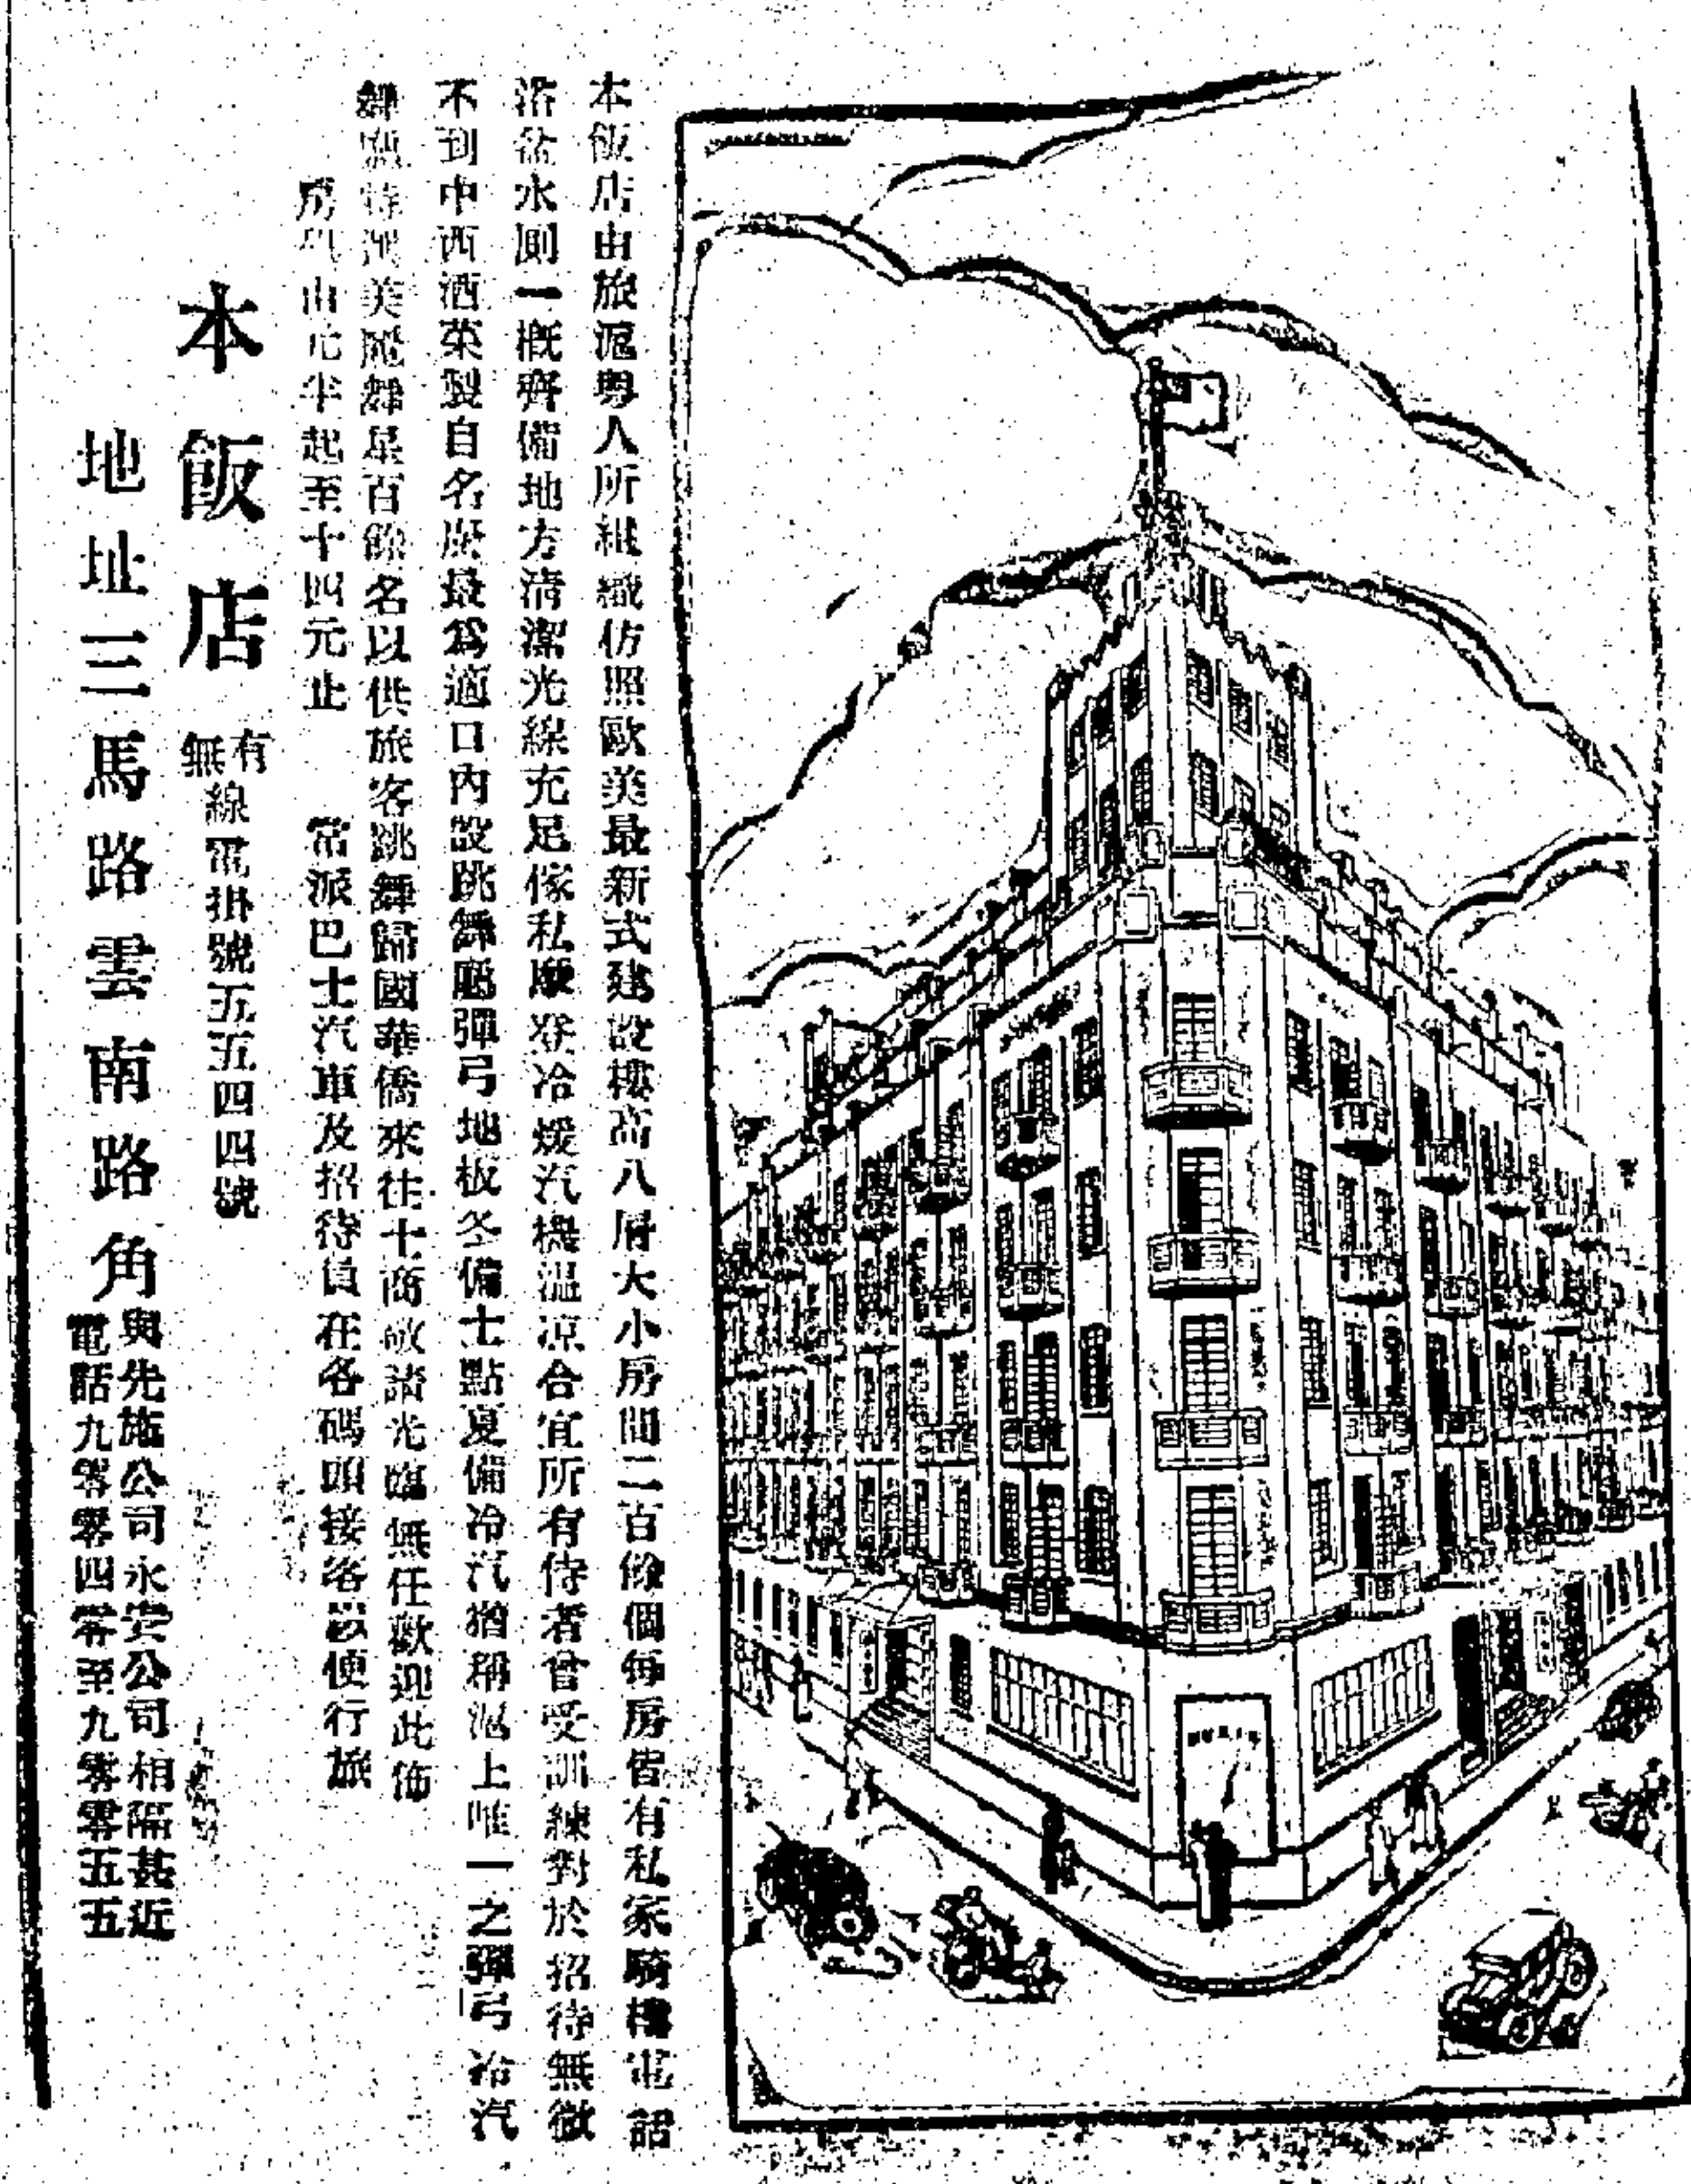 本飯店由旅滬粤人所組織仿照歐美最新式建設樓高八層大小房間二百餘個每房皆有私家騎樓電話
浴盆水厠一概齊備地方清潔光線充足傢私摩登冷煖汽機溫凉合宜所有侍者曾受訓練對於招待無微
不到中西酒菜製自名厨最為適口內設跳舞廳彈弓地板冬備士點夏備冷汽猶稱滬上唯一之彈弓冷汽
舞廳特派美麗舞星百餘名以供旅客跳舞歸國華僑來往士商敬請光臨無任歡迎此佈
房租由元半起至十四元止　常派巴士汽車及招待員在各碼頭接客以便行旅
本飯店 有無線電掛號五五四四號
地址三馬路雲南路角 與先施公司永安公司相隔甚近
電話九零零四零至九零零五五